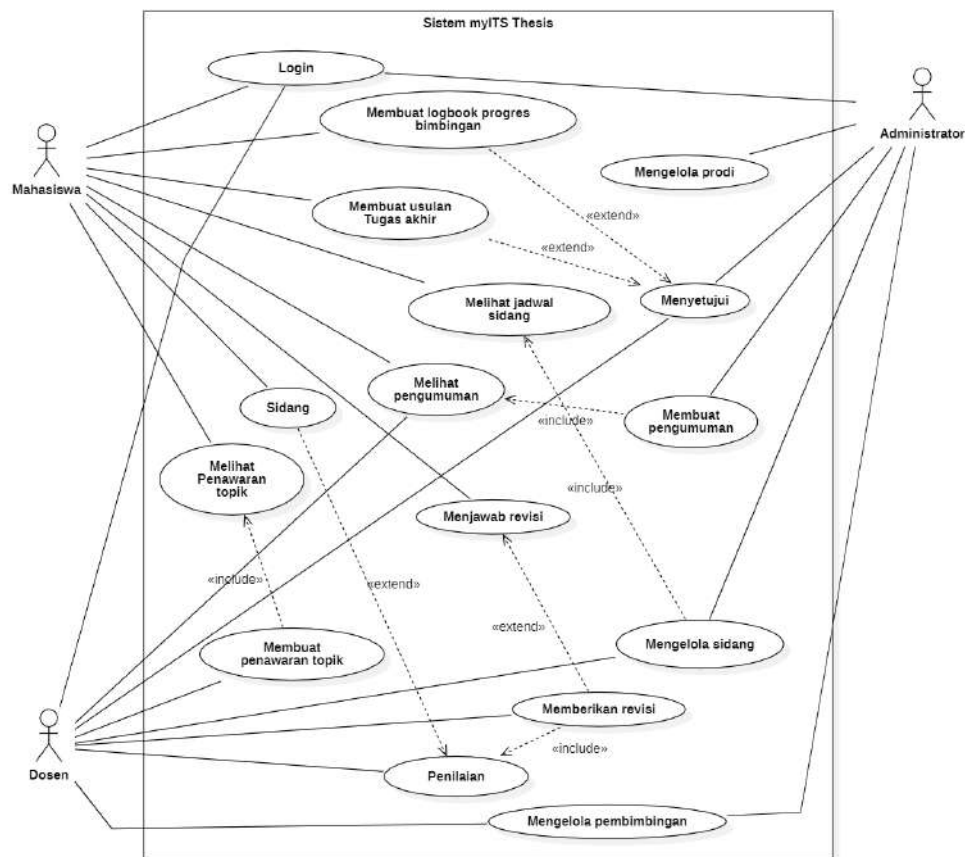 Sistem myITS Thesis
Login
Membuat logbook progres
bimbingan
Administrator
Mahasiswa
Mengelola prodi
Membuat usulan
Tugas akhir
«extend»
«extend»
Melihat jadwal
sidang
Menyetujui
Melihat
pengumuman
Sidang
«include»
Membuat
pengumuman
Melihat
Penawaran
topik
«include»
Menjawab revisi
«include»
«extend»
«extend»
Membuat
penawaran topik
Mengelola sidang
Memberikan revisi
«include»
Dosen
Penilaian
Mengelola pembimbingan